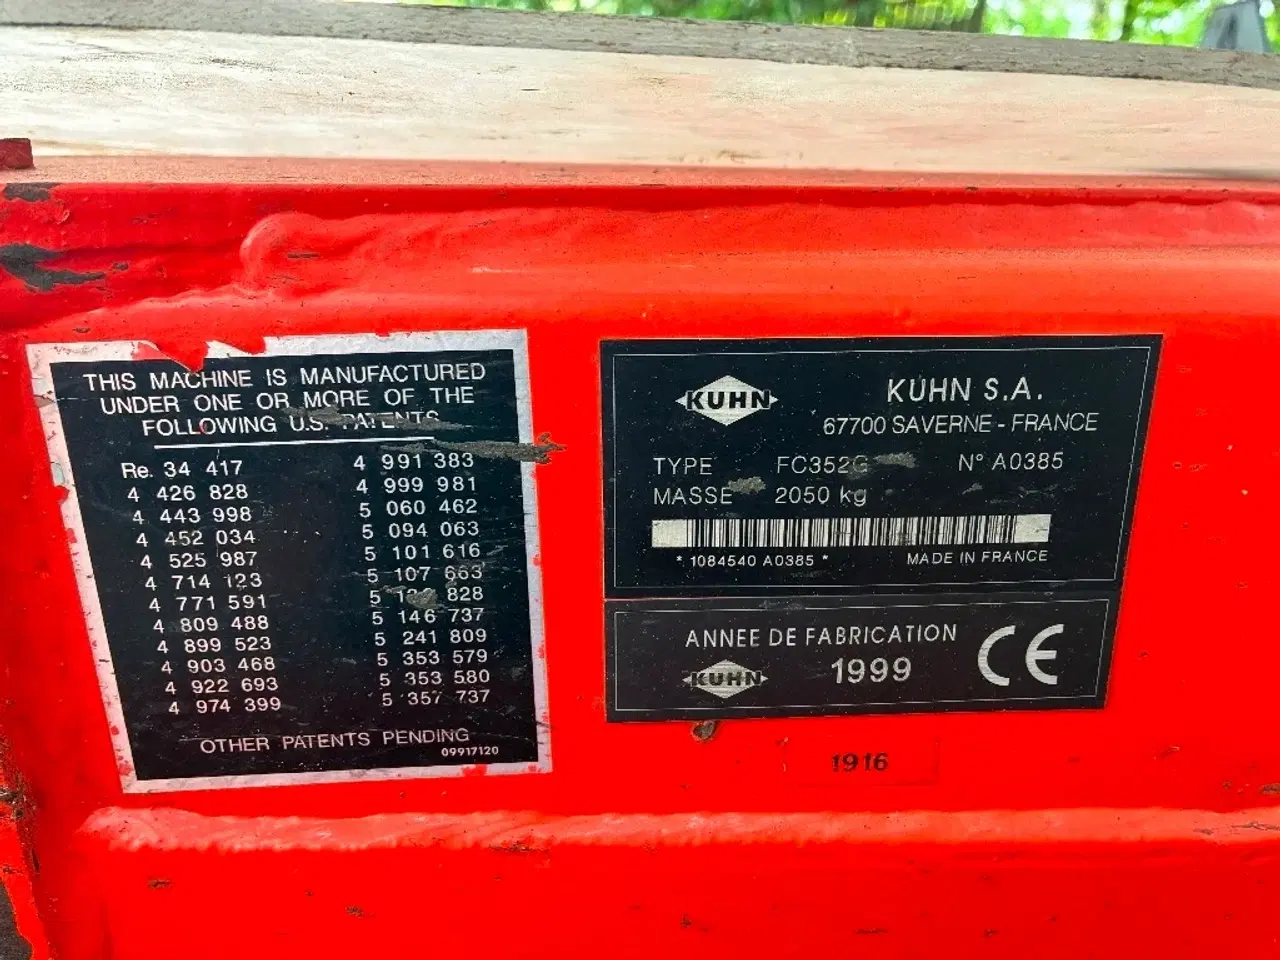 THIS MACHINE IS MANUFACTURED
UNDER ONE OR MORE OF THE
FOLLOWING U.S. PATENTS
Re. 34 417
4 426 828
4 443 998
4 452 034
4 525 987
4 714 123
4 771 591
4 809 488
4 899 523
4 903 468
4 922 693
4 974 399
4 991 383
4 999 981
5 060 462
5 094 063
5 101 616
5 107 663
5 828
5 146 737
5 241 809
5 353 579
5 353 580
5 357 737
OTHER PATENTS PENDING
09917120
KUHN
KUHN S.A.
67700 SAVERNE - FRANCE
TYPE FC352G N° A0385
MASSE 2050 kg
* 1084540 A0385 * MADE IN FRANCE
ANNEE DE FABRICATION CE
KUHN 1999
1916